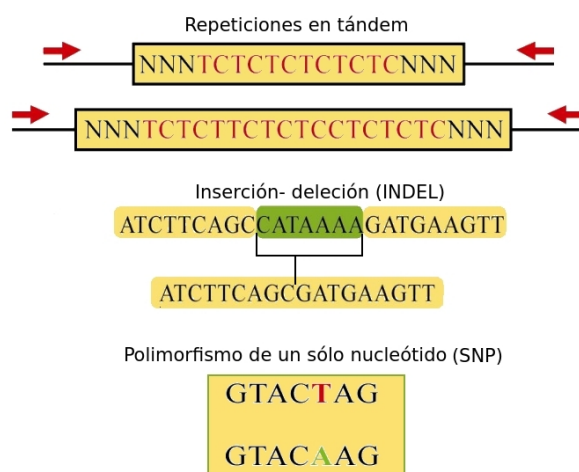 Repeticiones en tándem
NNNTCTCTCTCTCTCNNN
NNNTCTCTTCTCTCCTCTCTCNNN
Inserción- deleción (INDEL)
ATCTTCAGCCATAAAAGATGAAGTT
ATCTTCAGCGATGAAGTT
Polimorfismo de un sólo nucleótido (SNP)
GTACTAG
GTACAAG